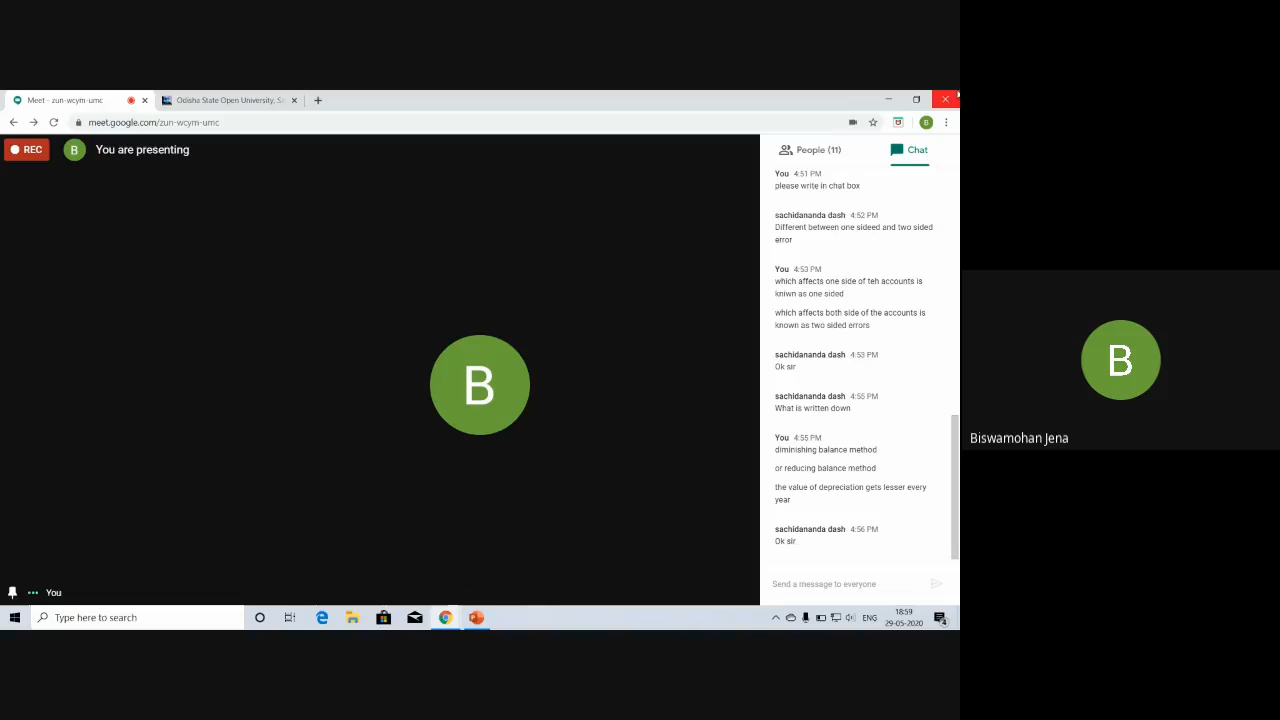 Meet - zun-wcym-umc
Odisha State Open University, Sa
meet.google.com/zun-wcym-umc
B
REC
B
You are presenting
People (11)
Chat
You 4:51 PM
please write in chat box
sachidananda dash 4:52 PM
Different between one sideed and two sided
error
You 4:53 PM
which affects one side of teh accounts is
kniwn as one sided
which affects both side of the accounts is
known as two sided errors
sachidananda dash 4:53 PM
Ok sir
sachidananda dash 4:55 PM
What is written down
You 4:55 PM
diminishing balance method
or reducing balance method
the value of depreciation gets lesser every
year
sachidananda dash 4:56 PM
Ok sir
B
B
Biswamohan Jena
Send a message to everyone
You
Type here to search
ENG
18:59
29-05-2020
4